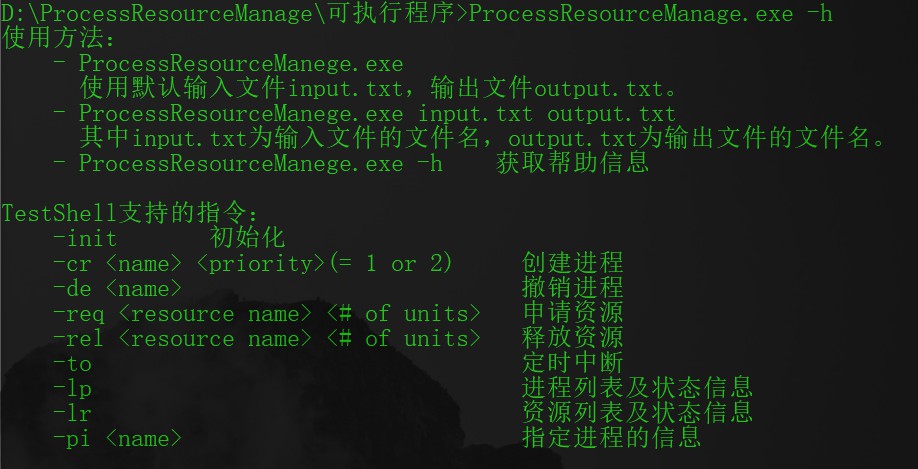 D:\ProcessResourceManage\可执行程序>ProcessResourceManage.exe -h
使用方法:
- ProcessResourceManege.exe
使用默认输入文件input.txt，输出文件output.txt。
- ProcessResourceManege.exe input.txt output.txt
其中input.txt为输入文件的文件名，output.txt为输出文件的文件名。
- ProcessResourceManege.exe -h    获取帮助信息
TestShell支持的指令:
-init       初始化
-cr <name> <priority>(= 1 or 2)     创建进程
-de <name>                          撤销进程
-req <resource name> <# of units>   申请资源
-rel <resource name> <# of units>   释放资源
-to                                 定时中断
-lp                                 进程列表及状态信息
-lr                                 资源列表及状态信息
-pi <name>                          指定进程的信息